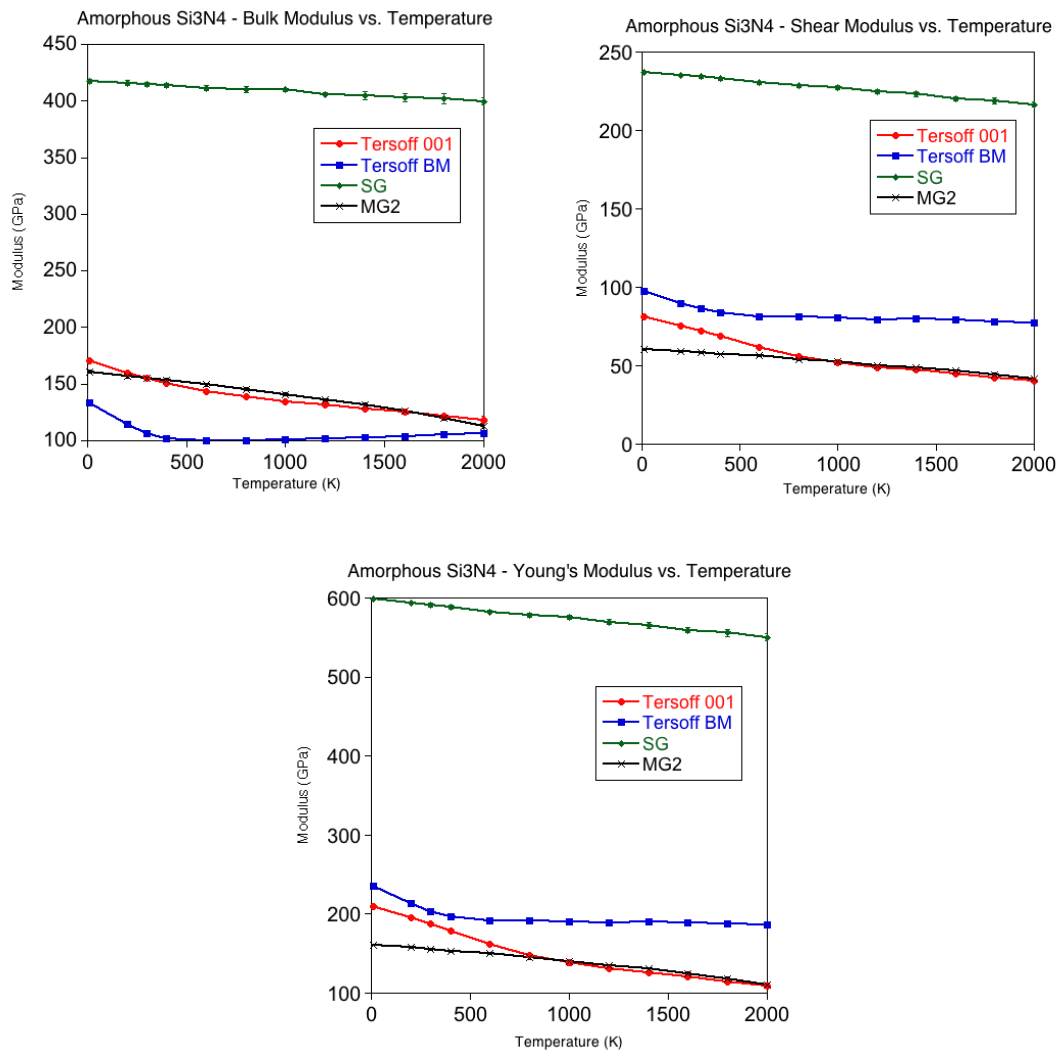 Amorphous Si3N4 - Bulk Modulus vs. Temperature
450
400
350
300
250
200
150
100
Modulus (GPa)
Tersoff 001
Tersoff BM
SG
MG2
0
500
1000
1500
2000
Temperature (K)
Amorphous Si3N4 - Shear Modulus vs. Temperature
250
200
150
100
50
0
Modulus (GPa)
Tersoff 001
Tersoff BM
SG
MG2
0
500
1000
1500
2000
Temperature (K)
Amorphous Si3N4 - Young's Modulus vs. Temperature
600
500
400
300
200
100
Modulus (GPa)
Tersoff 001
Tersoff BM
SG
MG2
0
500
1000
1500
2000
Temperature (K)